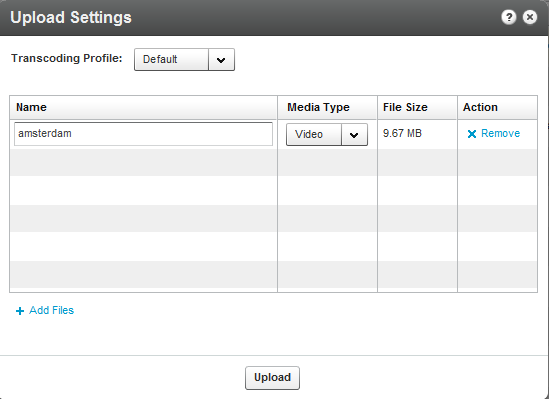 Upload Settings
Transcoding Profile: Default
Name Media Type File Size Action
amsterdam Video 9.67 MB Remove
Add Files
Upload